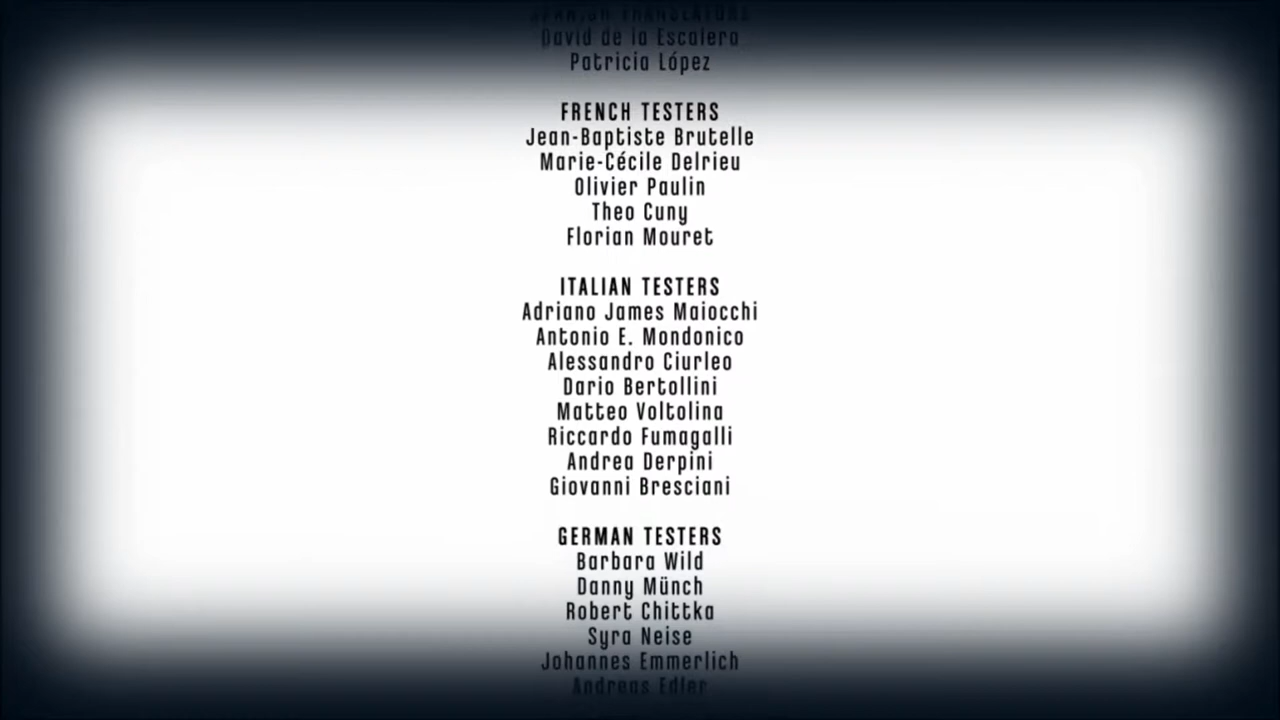 SPANISH TRANSLATORS
David de la Escalera
Patricia López
FRENCH TESTERS
Jean-Baptiste Brutelle
Marie-Cécile Delrieu
Olivier Paulin
Theo Cuny
Florian Mouret
ITALIAN TESTERS
Adriano James Maiocchi
Antonio E. Mondonico
Alessandro Ciurleo
Dario Bertollini
Matteo Voltolina
Riccardo Fumagalli
Andrea Derpini
Giovanni Bresciani
GERMAN TESTERS
Barbara Wild
Danny Münch
Robert Chittka
Syra Neise
Johannes Emmerlich
Andreas Edler